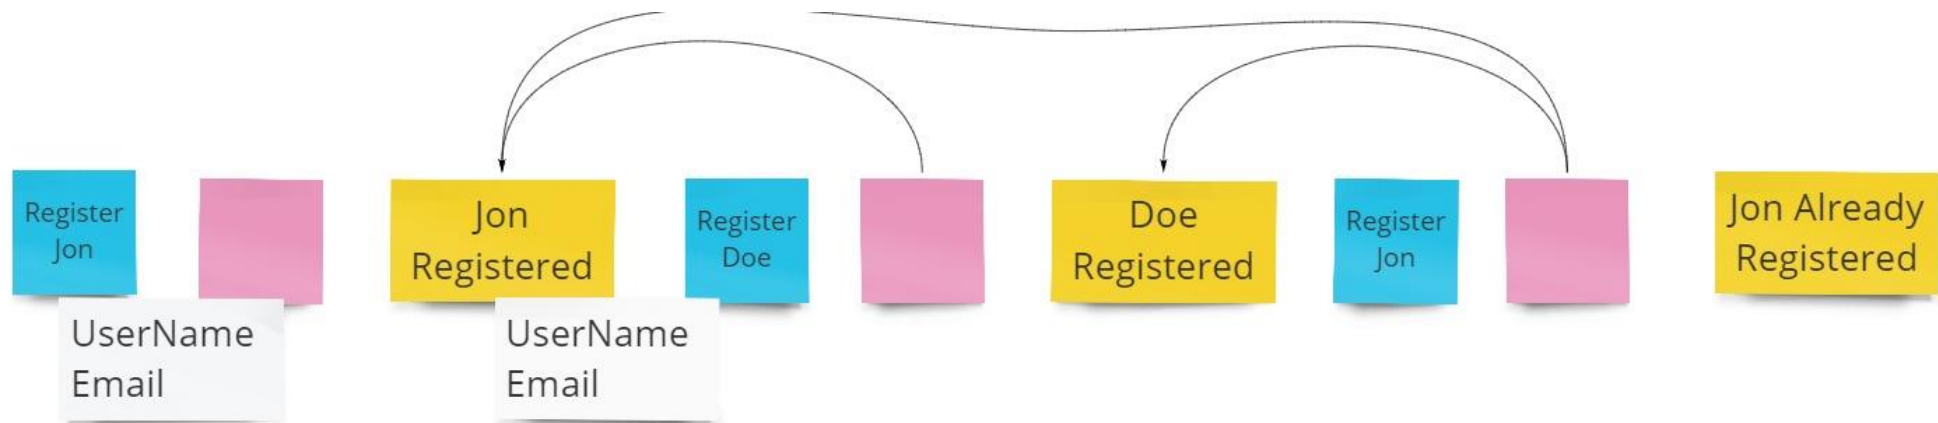 Register
Jon
UserName
Email
Jon
Registered
UserName
Email
Register
Doe
Doe
Registered
Register
Jon
Jon Already
Registered